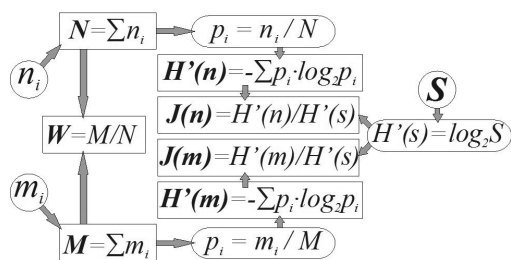 N=∑nᵢ
pᵢ = nᵢ / N
nᵢ
H’(n)=-∑pᵢ·log₂pᵢ
S
J(n)=H’(n)/H’(s)
W=M/N
H’(s)=log₂S
J(m)=H’(m)/H’(s)
mᵢ
H’(m)=-∑pᵢ·log₂pᵢ
M=∑mᵢ
pᵢ = mᵢ / M